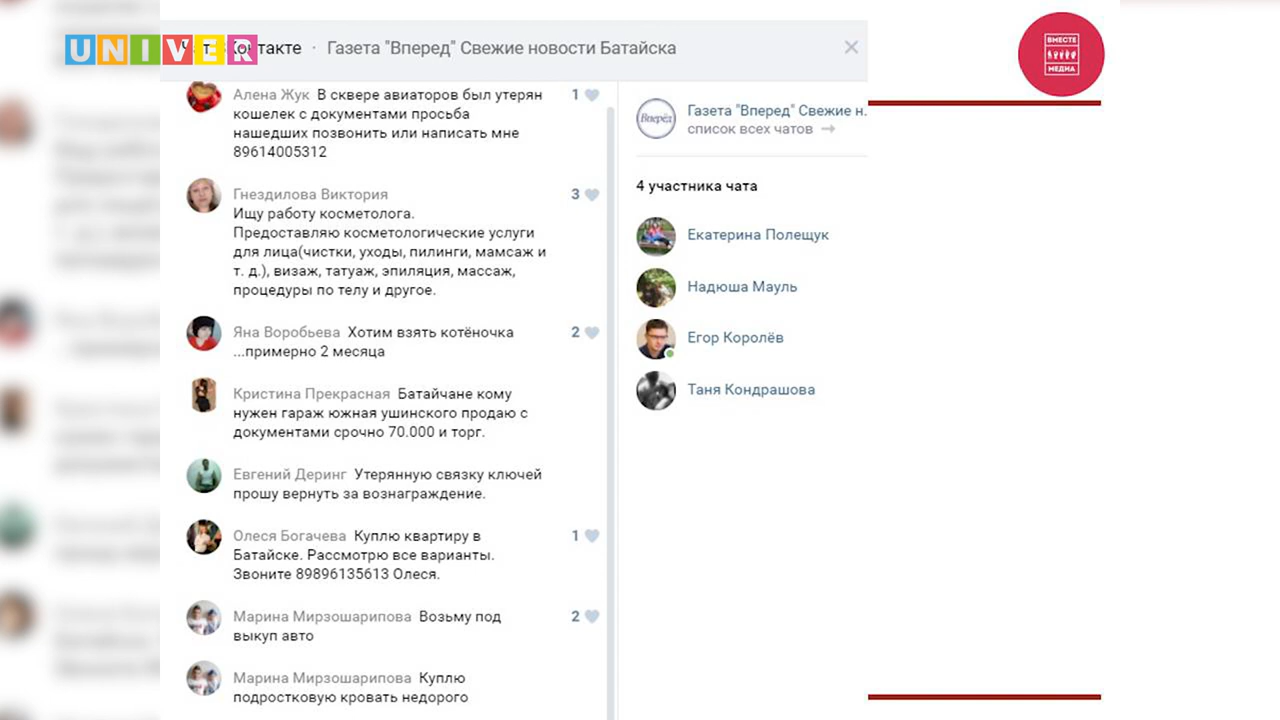 UNIVER
Чат ВКонтакте · Газета "Вперед" Свежие новости Батайска
ВМЕСТЕ
МЕДИА
Алена Жук В сквере авиаторов был утерян
кошелек с документами просьба
нашедших позвонить или написать мне
89614005312
1
Гнездилова Виктория
Ищу работу косметолога.
Предоставляю косметологические услуги
для лица(чистки, уходы, пилинги, мамсаж и
т. д.), визаж, татуаж, эпиляция, массаж,
процедуры по телу и другое.
3
Яна Воробьева Хотим взять котёночка
...примерно 2 месяца
2
Кристина Прекрасная Батайчане кому
нужен гараж южная ушинского продаю с
документами срочно 70.000 и торг.
Евгений Деринг Утерянную связку ключей
прошу вернуть за вознаграждение.
Олеся Богачева Куплю квартиру в
Батайске. Рассмотрю все варианты.
Звоните 89896135613 Олеся.
1
Марина Мирзошарипова Возьму под
выкуп авто
2
Марина Мирзошарипова Куплю
подростковую кровать недорого
Вперёд
Газета "Вперед" Свежие н.
список всех чатов →
4 участника чата
Екатерина Полещук
Надюша Мауль
Егор Королёв
Таня Кондрашова